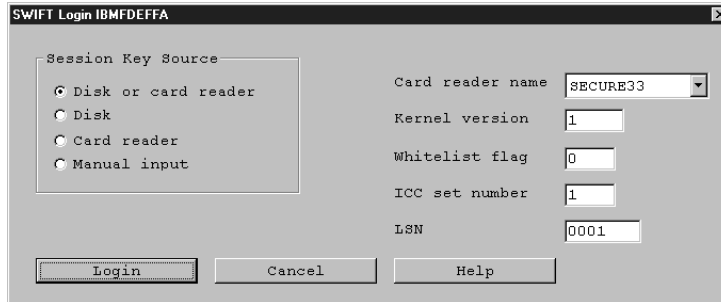 SWIFT Login IBMFDEFFA
Session Key Source
Disk or card reader
Disk
Card reader
Manual input
Card reader name SECURE33
Kernel version 1
Whitelist flag 0
ICC set number 1
LSN 0001
Login Cancel Help